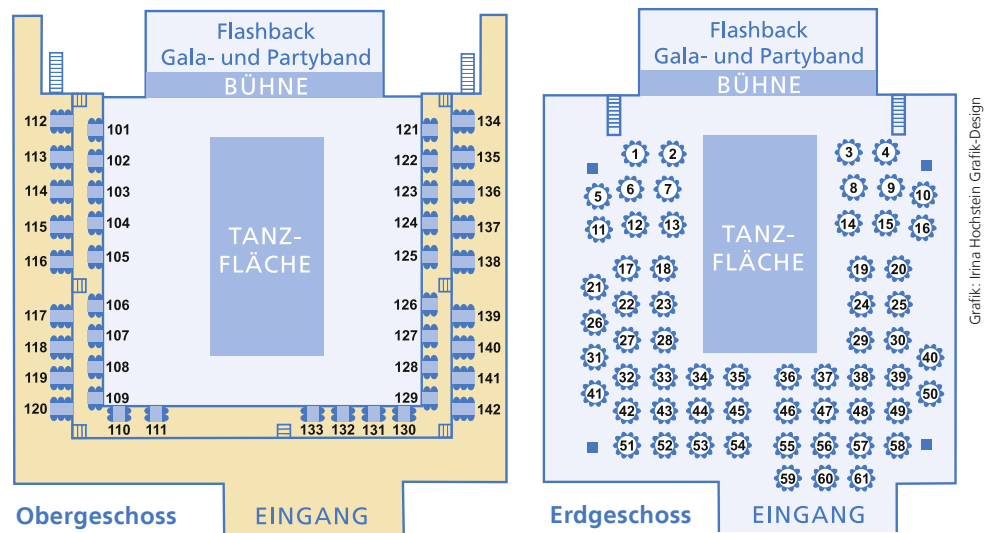 Flashback
Gala- und Partyband
BÜHNE
112
101
121
134
113
102
122
135
114
103
123
136
115
104
124
137
116
105
125
138
TANZ-
FLÄCHE
117
106
126
139
118
107
127
140
119
108
128
141
120
109
129
142
110 111 133 132 131 130
Obergeschoss
EINGANG
Flashback
Gala- und Partyband
BÜHNE
1 2 3 4
5 6 7 8 9 10
11 12 13 14 15 16
TANZ-
FLÄCHE
17 18 19 20
21 22 23 24 25
26 27 28 29 30
31 32 33 34 35 36 37 38 39 40
41 42 43 44 45 46 47 48 49 50
51 52 53 54 55 56 57 58
59 60 61
Erdgeschoss
EINGANG
Grafik: Irina Hochstein Grafik-Design